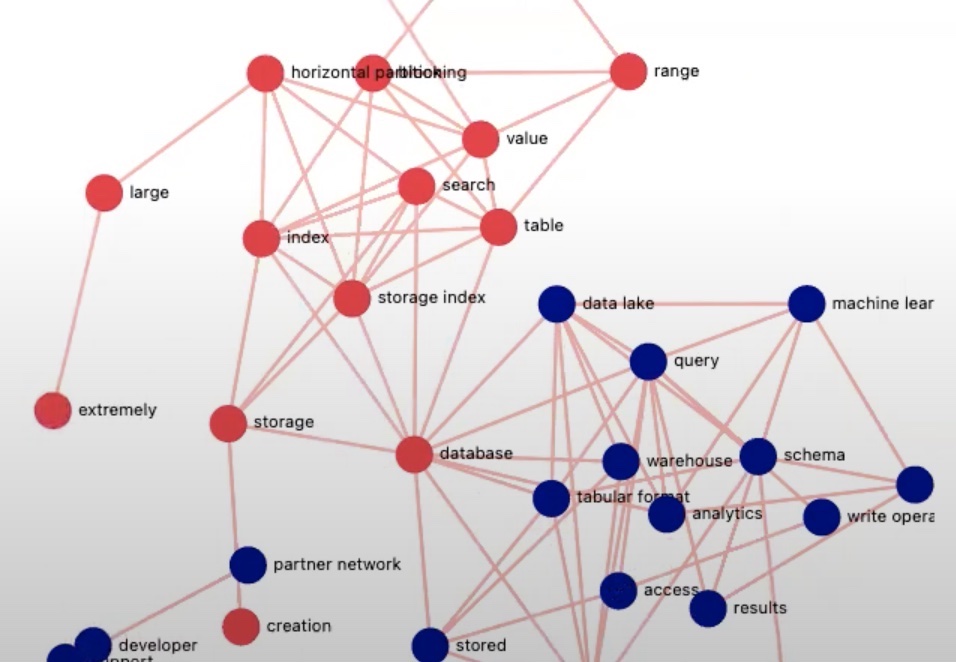 horizontal partitioning
blocking
range
value
search
large
table
index
storage index
data lake
machine lear
query
extremely
storage
database
warehouse
schema
tabular format
analytics
write opera
partner network
access
results
creation
developer
stored